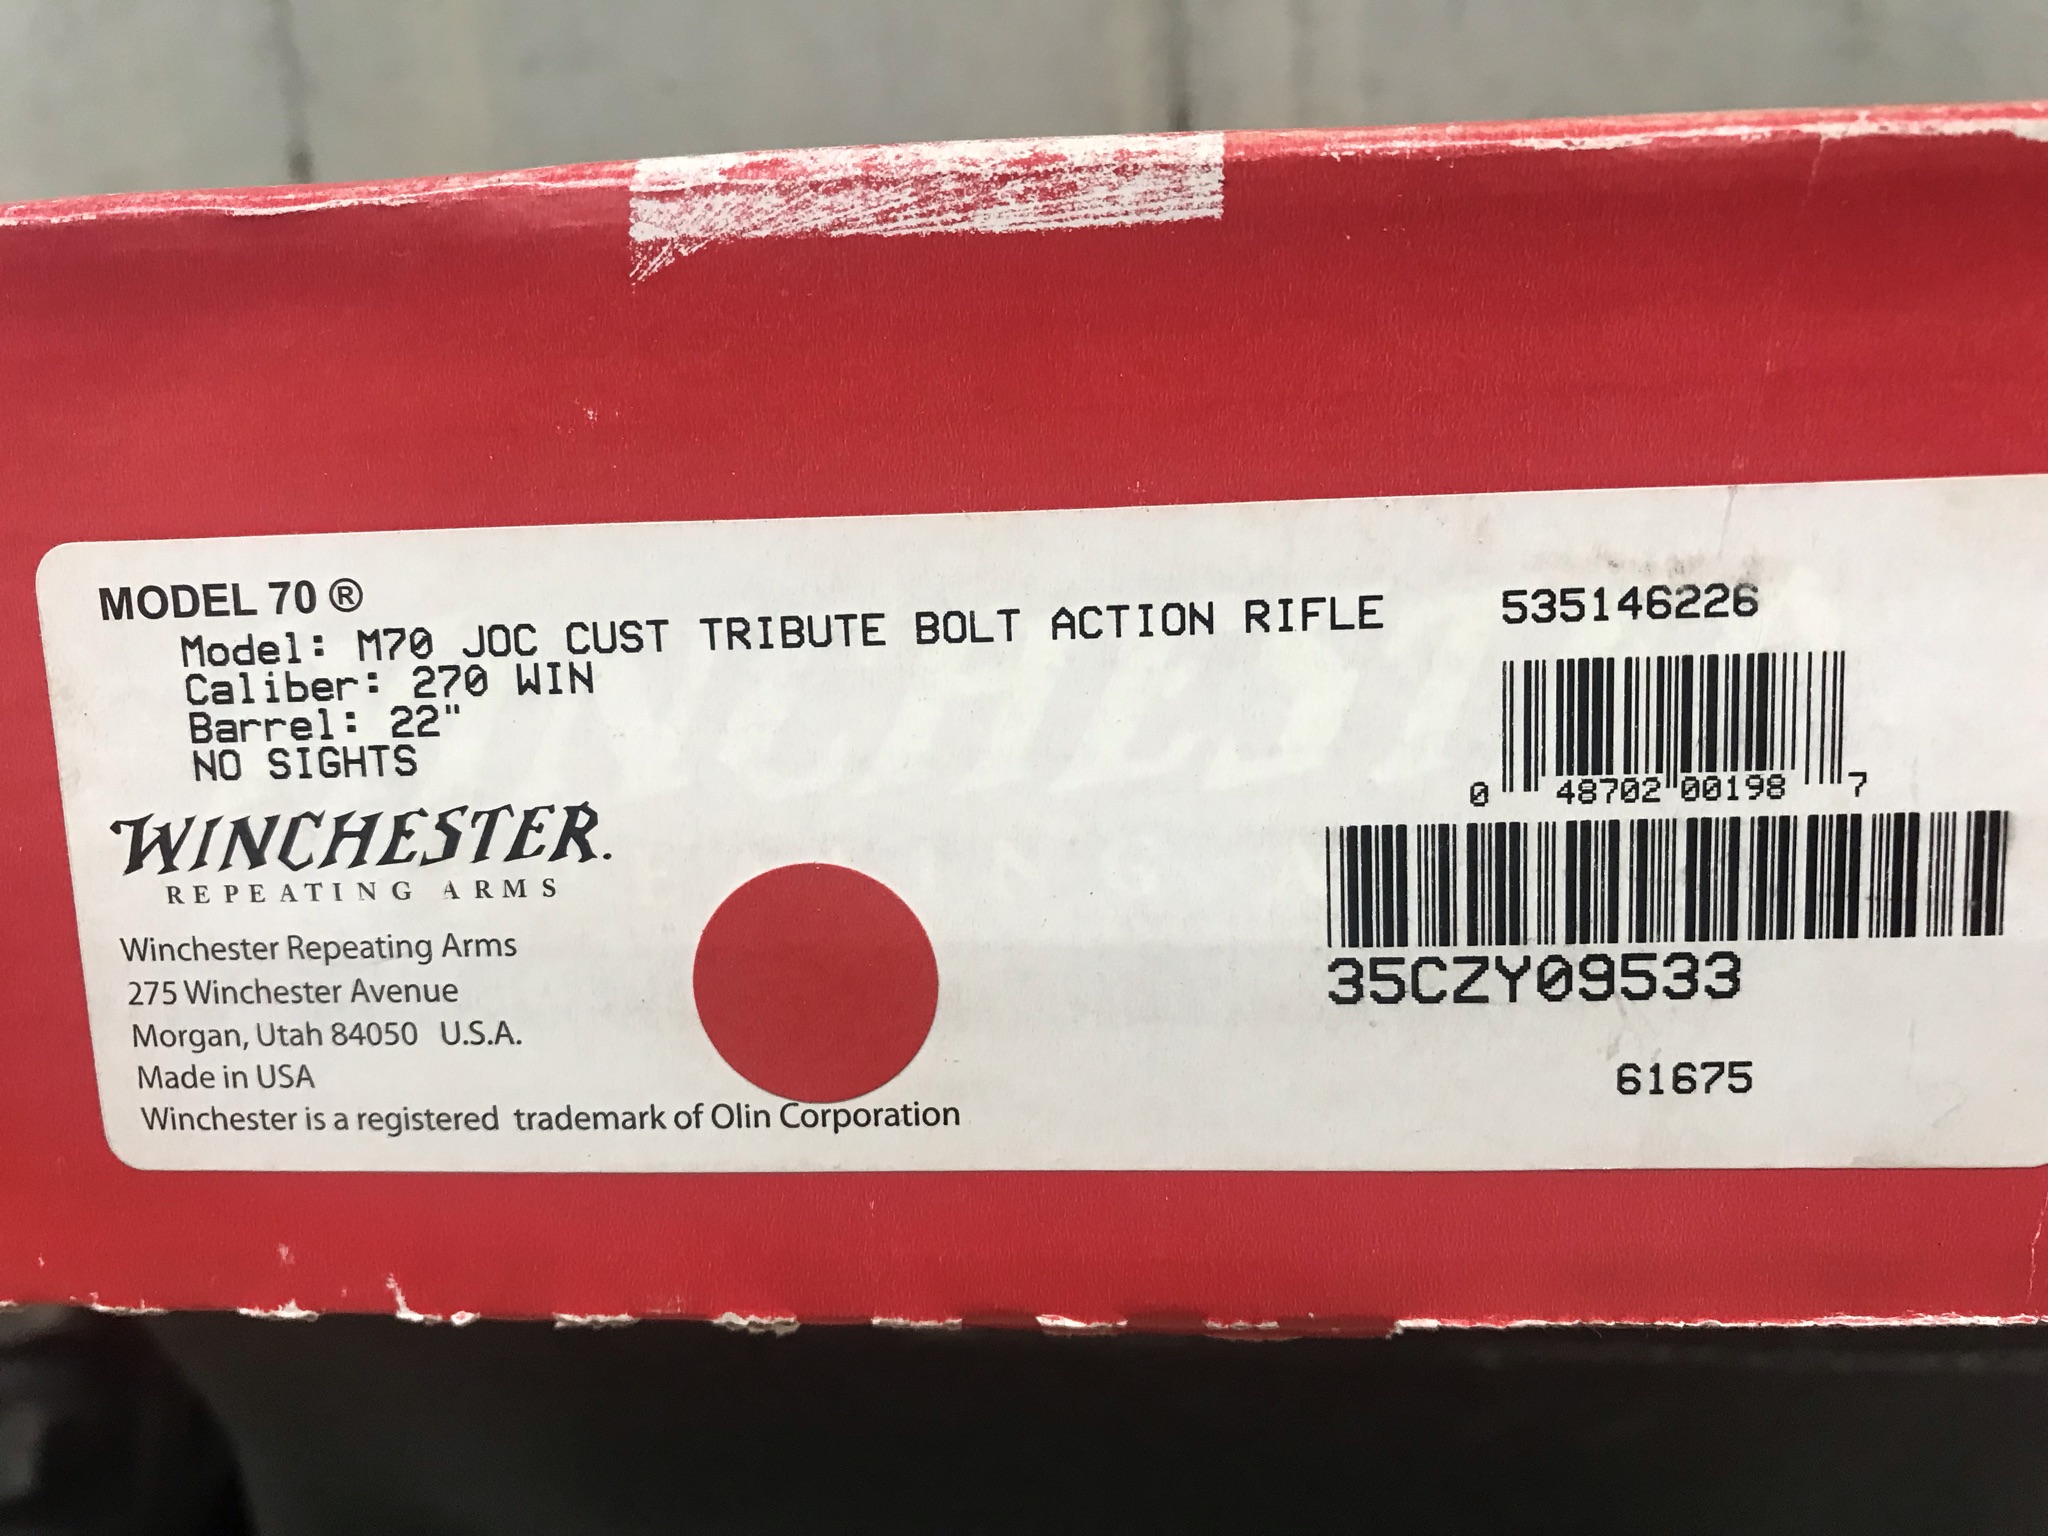 MODEL 70 ®
Model: M70 JOC CUST TRIBUTE BOLT ACTION RIFLE
Caliber: 270 WIN
Barrel: 22"
NO SIGHTS
WINCHESTER.
REPEATING ARMS
Winchester Repeating Arms
275 Winchester Avenue
Morgan, Utah 84050 U.S.A.
Made in USA
Winchester is a registered trademark of Olin Corporation
535146226
0 48702 00198 7
35CZY09533
61675